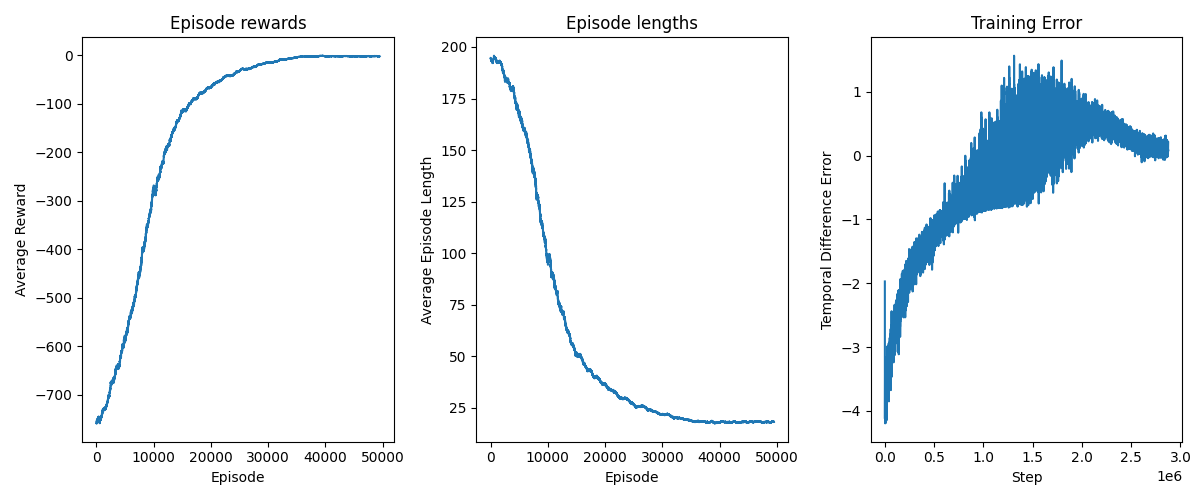 Episode rewards
Average Reward
0
−100
−200
−300
−400
−500
−600
−700
0 10000 20000 30000 40000 50000
Episode
Episode lengths
Average Episode Length
200
175
150
125
100
75
50
25
0 10000 20000 30000 40000 50000
Episode
Training Error
Temporal Difference Error
1
0
−1
−2
−3
−4
0.0 0.5 1.0 1.5 2.0 2.5 3.0
1e6
Step